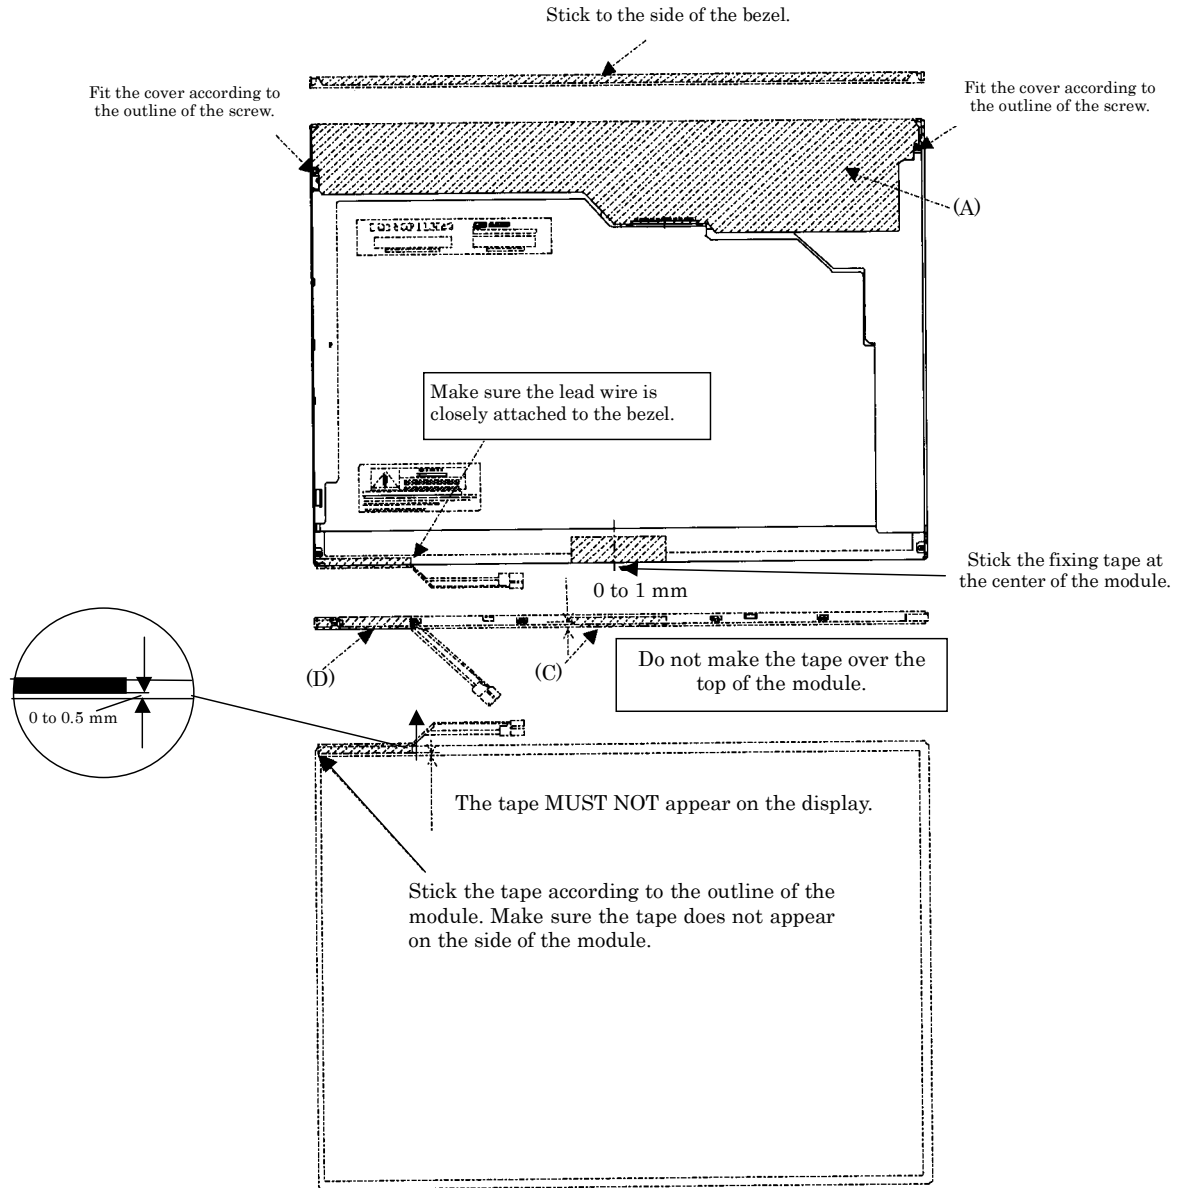 Stick to the side of the bezel.
Fit the cover according to
the outline of the screw.
Fit the cover according to
the outline of the screw.
(A)
Make sure the lead wire is
closely attached to the bezel.
Stick the fixing tape at
the center of the module.
0 to 1 mm
(D)
(C)
Do not make the tape over the
top of the module.
0 to 0.5 mm
The tape MUST NOT appear on the display.
Stick the tape according to the outline of the
module. Make sure the tape does not appear
on the side of the module.